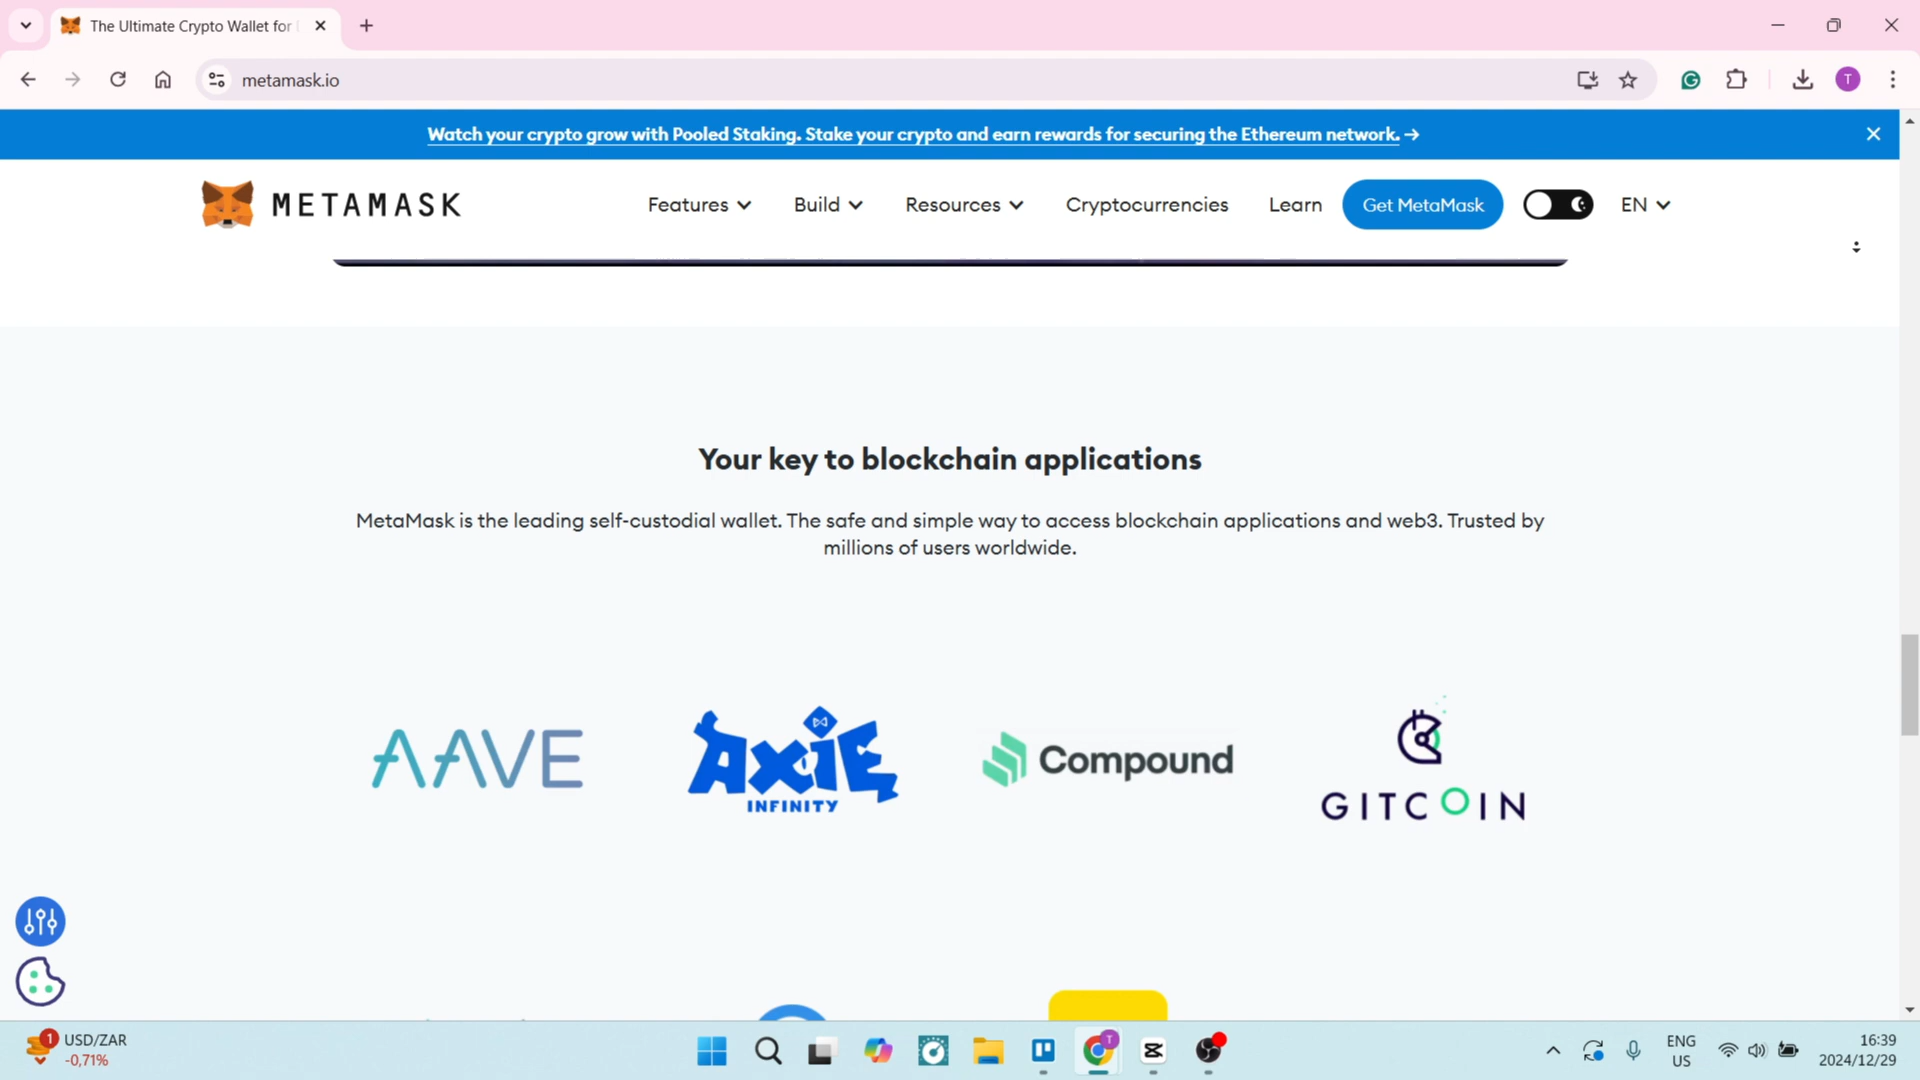 The Ultimate Crypto Wallet for
metamask.io
T
Watch your crypto grow with Pooled Staking. Stake your crypto and earn rewards for securing the Ethereum network. →
METAMASK
Features
Build
Resources
Cryptocurrencies
Learn
Get MetaMask
EN
Your key to blockchain applications
MetaMask is the leading self-custodial wallet. The safe and simple way to access blockchain applications and web3. Trusted by
millions of users worldwide.
AAVE
AXIE
INFINITY
Compound
GITCOIN
1
USD/ZAR
-0,71%
T
ENG
US
16:39
2024/12/29